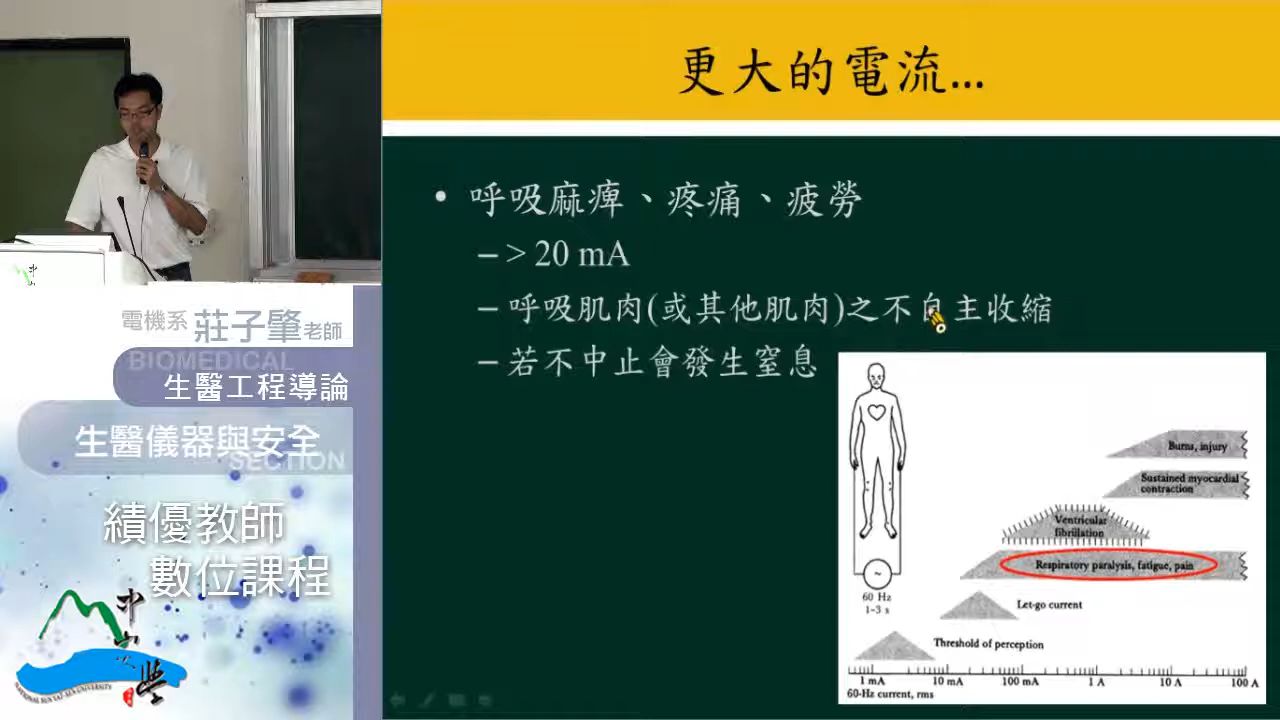 更大的電流...
• 呼吸麻痺、疼痛、疲勞
– > 20 mA
– 呼吸肌肉(或其他肌肉)之不自主收縮
– 若不中止會發生窒息
Burns, injury
Sustained myocardial
contraction
Ventricular
fibrillation
Respiratory paralysis, fatigue, pain
Let-go current
Threshold of perception
60 Hz
1-3 s
1 mA 10 mA 100 mA 1 A 10 A 100 A
60-Hz current, rms
電機系 莊子肇老師
BIOMEDICAL
生醫工程導論
生醫儀器與安全
SECTION
績優教師
數位課程
NATIONAL SUN YAT-SEN UNIVERSITY